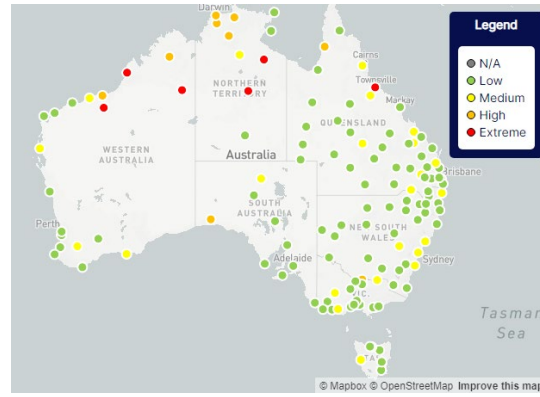 Darwin
Legend
N/A
Low
Medium
High
Extreme
Cairns
Townsville
Mackay
NORTHERN
TERRITORY
QUEENSLAND
WESTERN
AUSTRALIA
Australia
Brisbane
SOUTH
AUSTRALIA
Perth
NEW SOUTH
WALES
Adelaide
Sydney
VIC.
TAS.
Tasman
Sea
© Mapbox © OpenStreetMap Improve this map